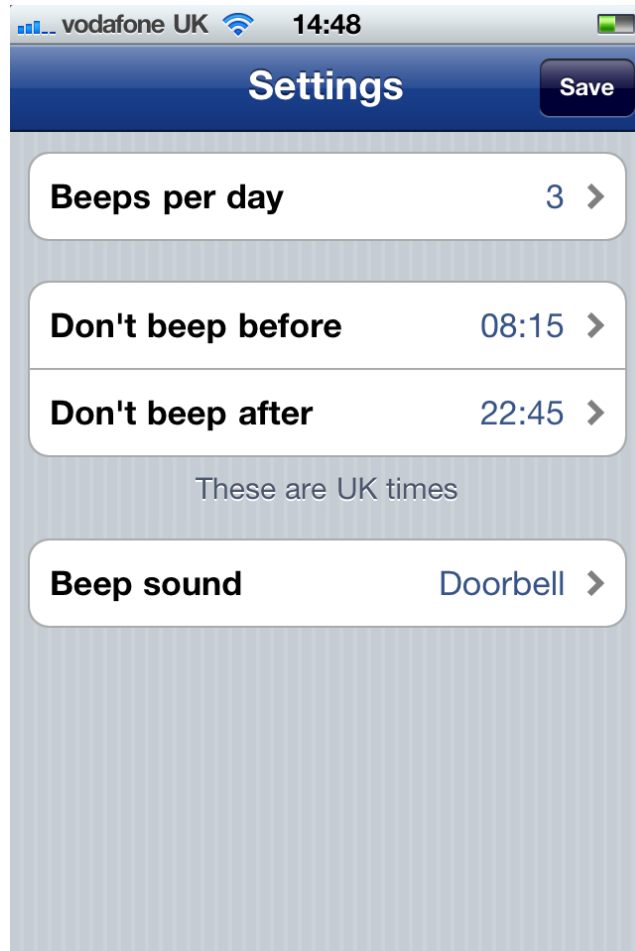 vodafone UK 14:48
Settings Save
Beeps per day 3
Don't beep before 08:15
Don't beep after 22:45
These are UK times
Beep sound Doorbell